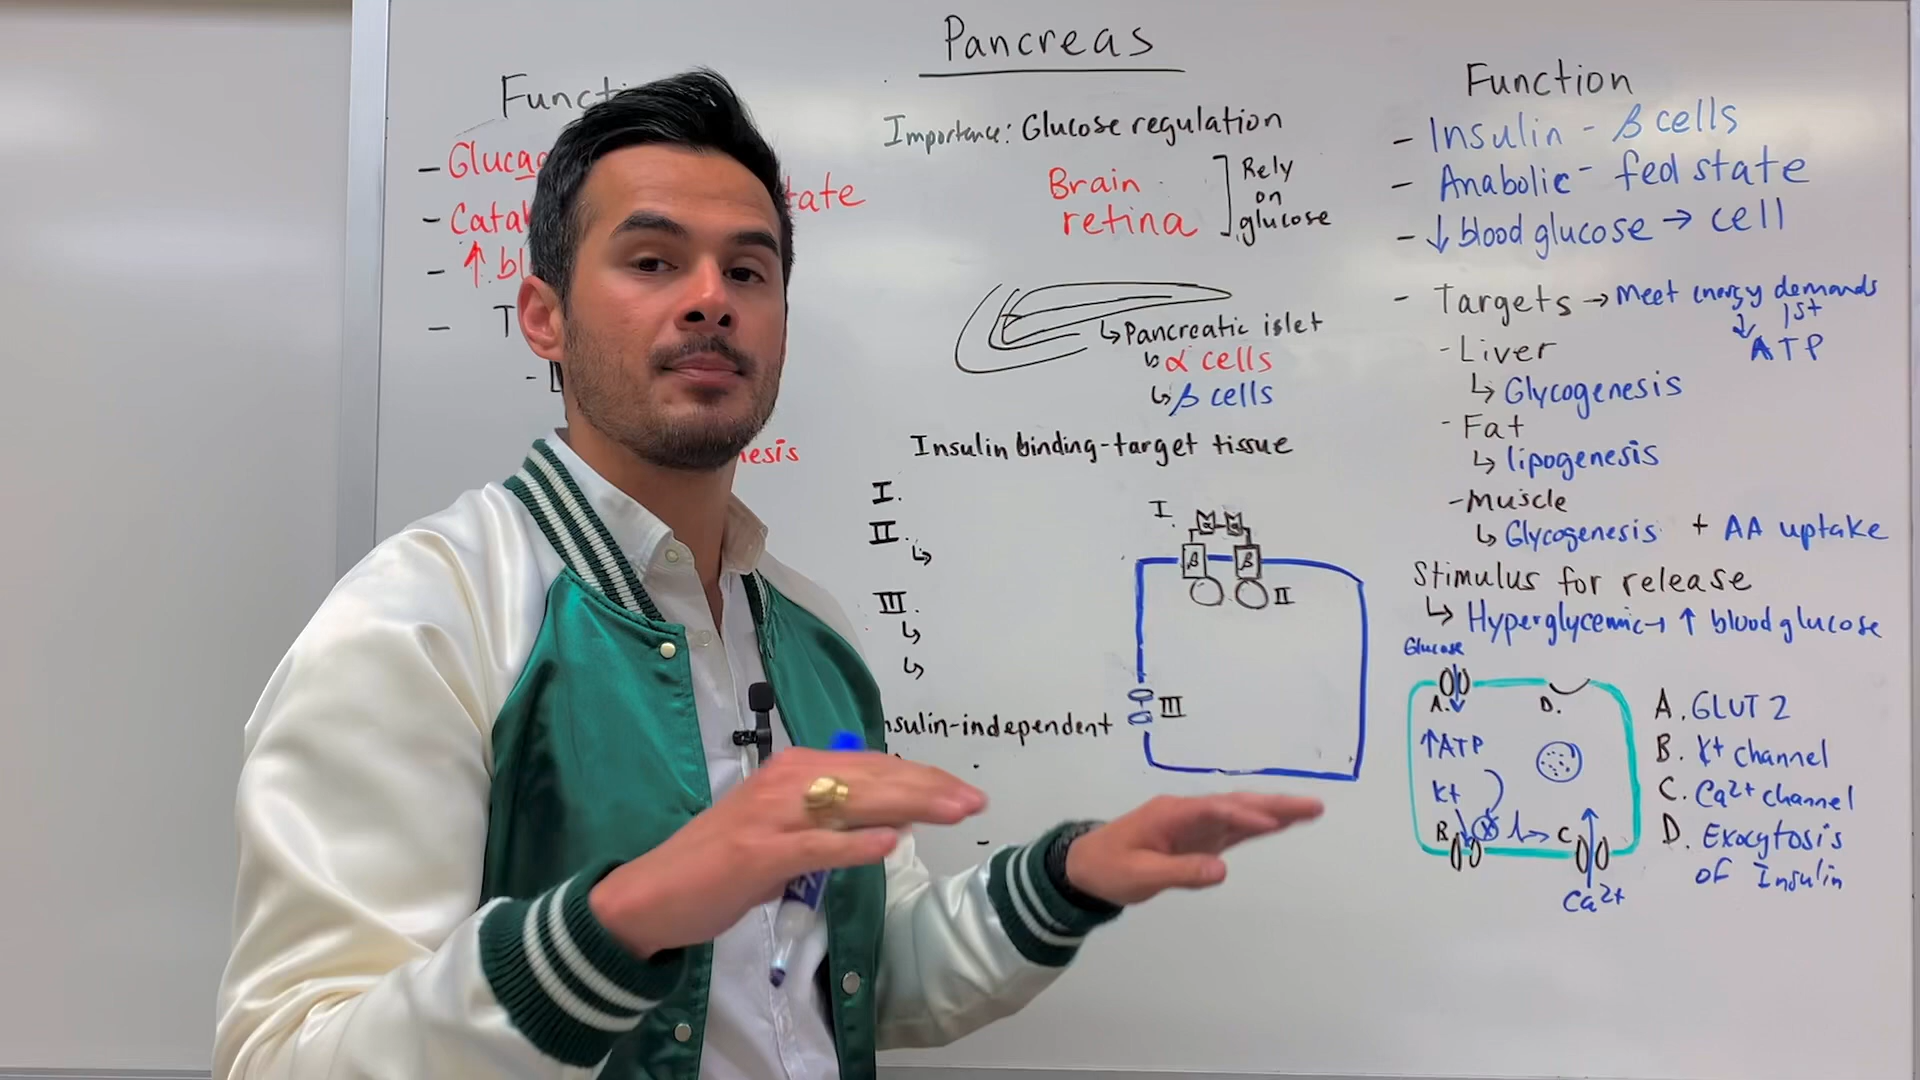 Pancreas
Function
- Insulin - β cells
- Anabolic - fed state
- ↓ blood glucose → cell
- Targets → Meet energy demands
1st
↓ ATP
- Liver
↳ Glycogenesis
- Fat
↳ lipogenesis
- Muscle
↳ Glycogenesis + AA uptake
Stimulus for release
↳ Hyperglycemic → ↑ blood glucose
Glucose
A.
D.
↑ATP
K+
B
C
Ca2+
A. GLUT 2
B. K+ channel
C. Ca2+ channel
D. Exocytosis
of Insulin
Importance: Glucose regulation
Brain
retina
Rely
on
glucose
↳ Pancreatic islet
↳ α cells
↳ β cells
Insulin binding-target tissue
I.
II.
↳
III.
↳
↳
I.
β β
II
III
nsulin-independent
-
Functi
- Gluca
- Catal tate
- ↑ bl
- T
- L
nesis